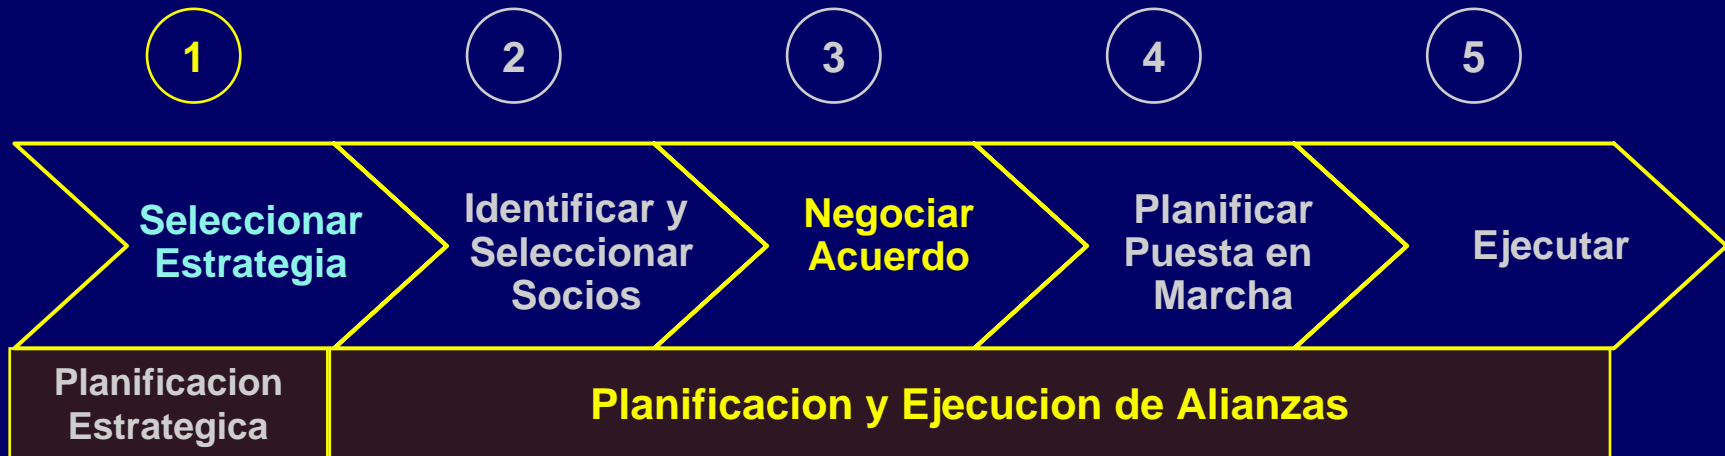 1
2
3
4
5
Seleccionar
Estrategia
Identificar y
Seleccionar
Socios
Negociar
Acuerdo
Planificar
Puesta en
Marcha
Ejecutar
Planificacion
Estrategica
Planificacion y Ejecucion de Alianzas